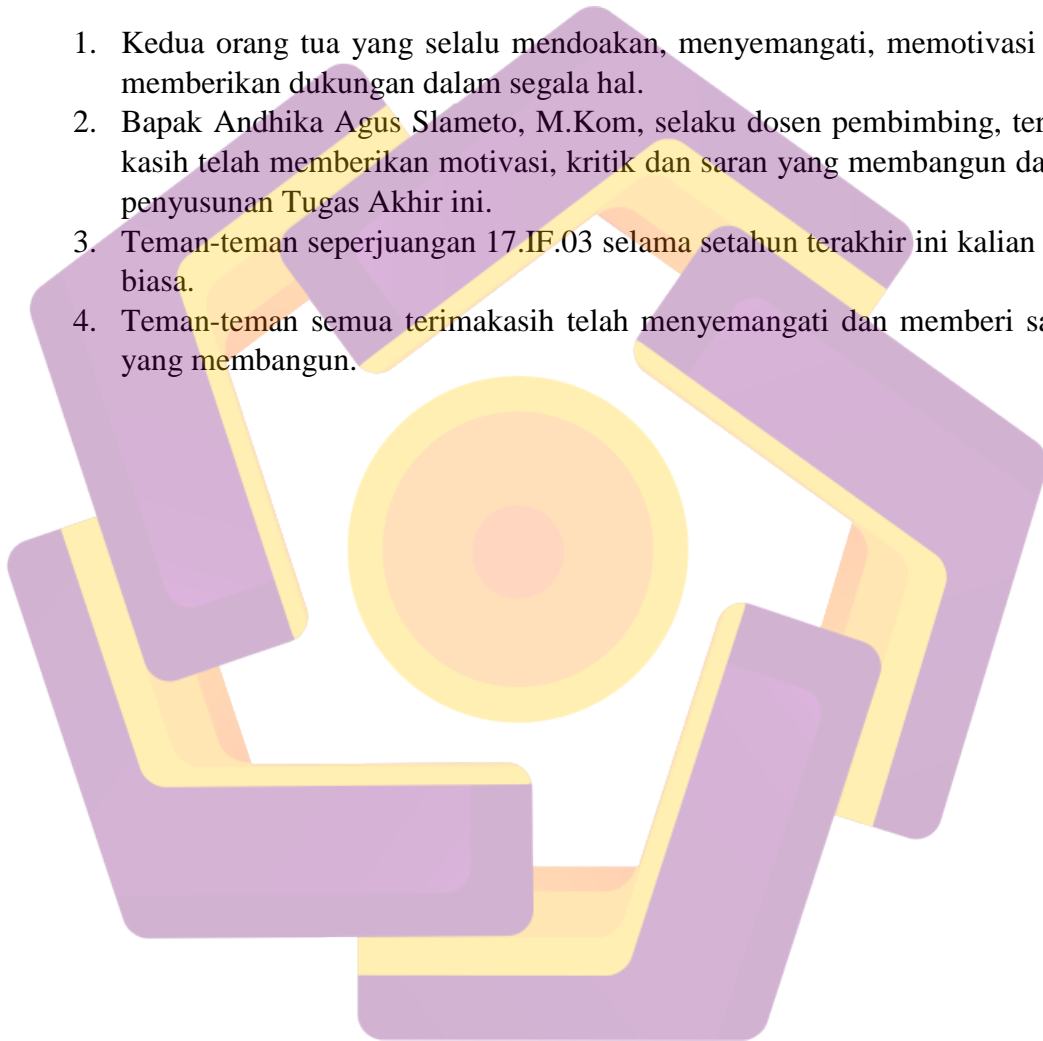 1. Kedua orang tua yang selalu mendoakan, menyemangati, memotivasi
memberikan dukungan dalam segala hal.
2. Bapak Andhika Agus Slameto, M.Kom, selaku dosen pembimbing, ter
kasih telah memberikan motivasi, kritik dan saran yang membangun da
penyusunan Tugas Akhir ini.
3. Teman-teman seperjuangan 17.IF.03 selama setahun terakhir ini kalian
biasa.
4. Teman-teman semua terimakasih telah menyemangati dan memberi sa
yang membangun.